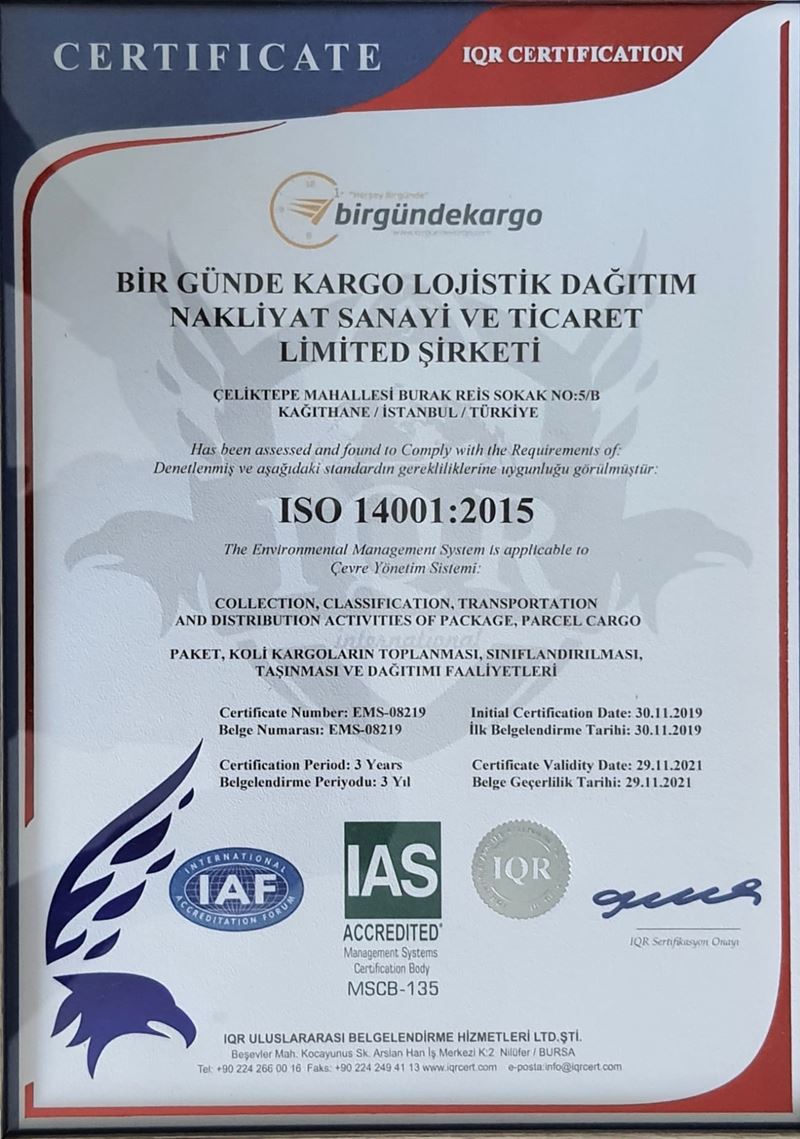 CERTIFICATE
IQR CERTIFICATION
"Herşey Birgünde"
birgündekargo
www.birgundekargo.com
BİR GÜNDE KARGO LOJİSTİK DAĞITIM
NAKLİYAT SANAYİ VE TİCARET
LİMİTED ŞİRKETİ
ÇELİKTEPE MAHALLESİ BURAK REİS SOKAK NO:5/B
KAĞITHANE / İSTANBUL / TÜRKİYE
Has been assessed and found to Comply with the Requirements of:
Denetlenmiş ve aşağıdaki standardın gerekliliklerine uygunluğu görülmüştür:
ISO 14001:2015
The Environmental Management System is applicable to
Çevre Yönetim Sistemi:
COLLECTION, CLASSIFICATION, TRANSPORTATION
AND DISTRIBUTION ACTIVITIES OF PACKAGE, PARCEL CARGO
international
PAKET, KOLİ KARGOLARIN TOPLANMASI, SINIFLANDIRILMASI,
TAŞINMASI VE DAĞITIMI FAALİYETLERİ
Certificate Number: EMS-08219
Belge Numarası: EMS-08219
Initial Certification Date: 30.11.2019
İlk Belgelendirme Tarihi: 30.11.2019
Certification Period: 3 Years
Belgelendirme Periyodu: 3 Yıl
Certificate Validity Date: 29.11.2021
Belge Geçerlilik Tarihi: 29.11.2021
INTERNATIONAL
IAF
ACCREDITATION FORUM
IAS
ACCREDITED®
Management Systems
Certification Body
MSCB-135
IQR
IQR Sertifikasyon Onayı
IQR ULUSLARARASI BELGELENDİRME HİZMETLERİ LTD.ŞTİ.
Beşevler Mah. Kocayunus Sk. Arslan Han İş Merkezi K:2 Nilüfer / BURSA
Tel: +90 224 266 00 16 Faks: +90 224 249 41 13 www.iqrcert.com e-posta:info@iqrcert.com